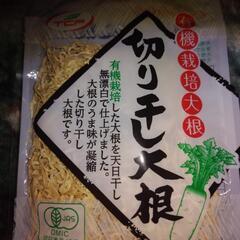 有機栽培大根
切り干し大根
有機栽培した大根を天日干し
無漂白で仕上げました。
大根のうま味が凝縮
した切り干し
大根です。
JAS
OMIC